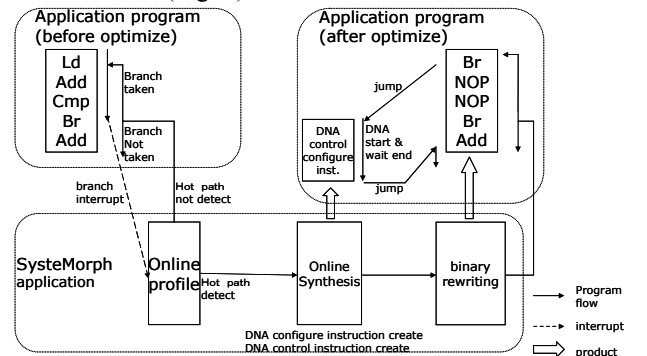 Application program
(before optimize)
Ld
Add
Cmp
Br
Add
Branch
taken
Branch
Not
taken
branch
interrupt
Hot path
not detect
Application program
(after optimize)
jump
DNA
control
configure
inst.
DNA
start &
wait end
jump
Br
NOP
NOP
Br
Add
SysteMorph
application
Online
profile
Hot path
detect
Online
Synthesis
binary
rewriting
DNA configure instruction create
DNA control instruction create
Program
flow
interrupt
product